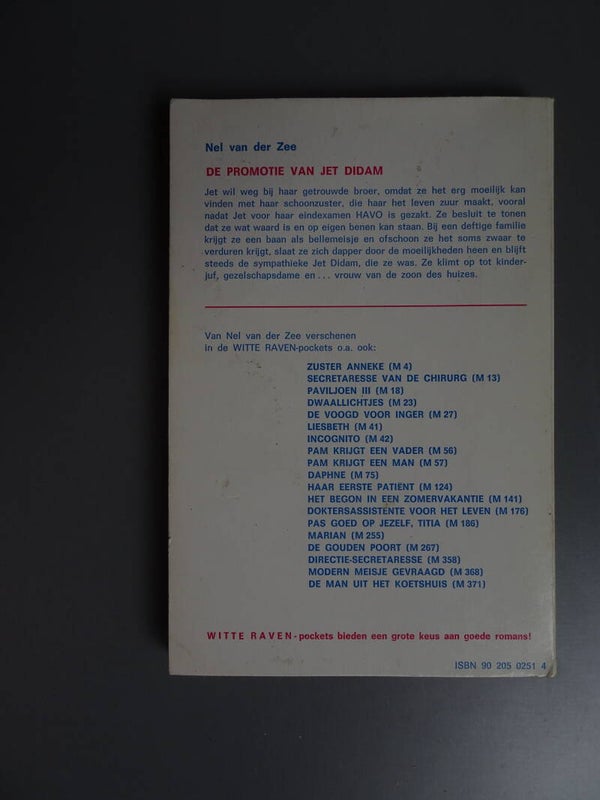 Nel van der Zee
DE PROMOTIE VAN JET DIDAM
Jet wil weg bij haar getrouwde broer, omdat ze het erg moeilijk kan
vinden met haar schoonzuster, die haar het leven zuur maakt, vooral
nadat Jet voor haar eindexamen HAVO is gezakt. Ze besluit te tonen
dat ze wat waard is en op eigen benen kan staan. Bij een deftige familie
krijgt ze een baan als bellemeisje en ofschoon ze het soms zwaar te
verduren krijgt, slaat ze zich dapper door de moeilijkheden heen en blijft
steeds de sympathieke Jet Didam, die ze was. Ze klimt op tot kinder-
juf, gezelschapsdame en... vrouw van de zoon des huizes.
Van Nel van der Zee verschenen
in de WITTE RAVEN-pockets o.a. ook:
ZUSTER ANNEKE (M 4)
SECRETARESSE VAN DE CHIRURG (M 13)
PAVILJOEN III (M 18)
DWAALLICHTJES (M 23)
DE VOOGD VOOR INGER (M 27)
LIESBETH (M 41)
INCOGNITO (M 42)
PAM KRIJGT EEN VADER (M 56)
PAM KRIJGT EEN MAN (M 57)
DAPHNE (M 75)
HAAR EERSTE PATIËNT (M 124)
HET BEGON IN EEN ZOMERVAKANTIE (M 141)
DOKTERSASSISTENTE VOOR HET LEVEN (M 176)
PAS GOED OP JEZELF, TITIA (M 186)
MARIAN (M 255)
DE GOUDEN POORT (M 267)
DIRECTIE-SECRETARESSE (M 358)
MODERN MEISJE GEVRAAGD (M 368)
DE MAN UIT HET KOETSHUIS (M 371)
WITTE RAVEN-pockets bieden een grote keus aan goede romans!
ISBN 90 205 0251 4